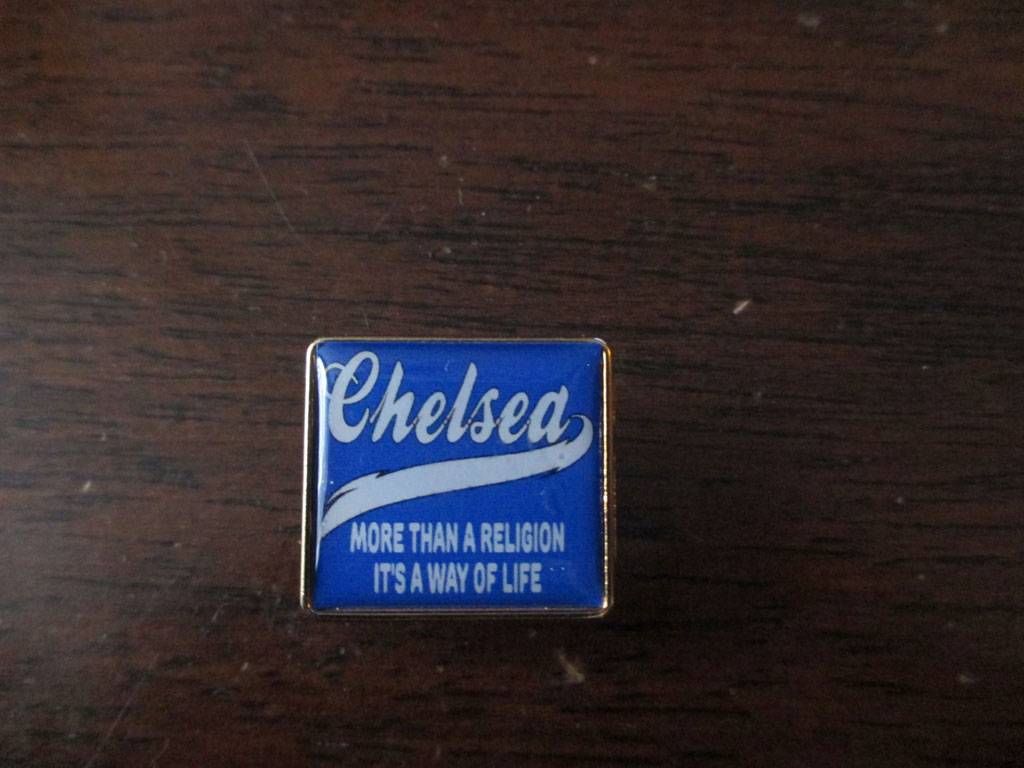 Chelsea
MORE THAN A RELIGION
IT'S A WAY OF LIFE